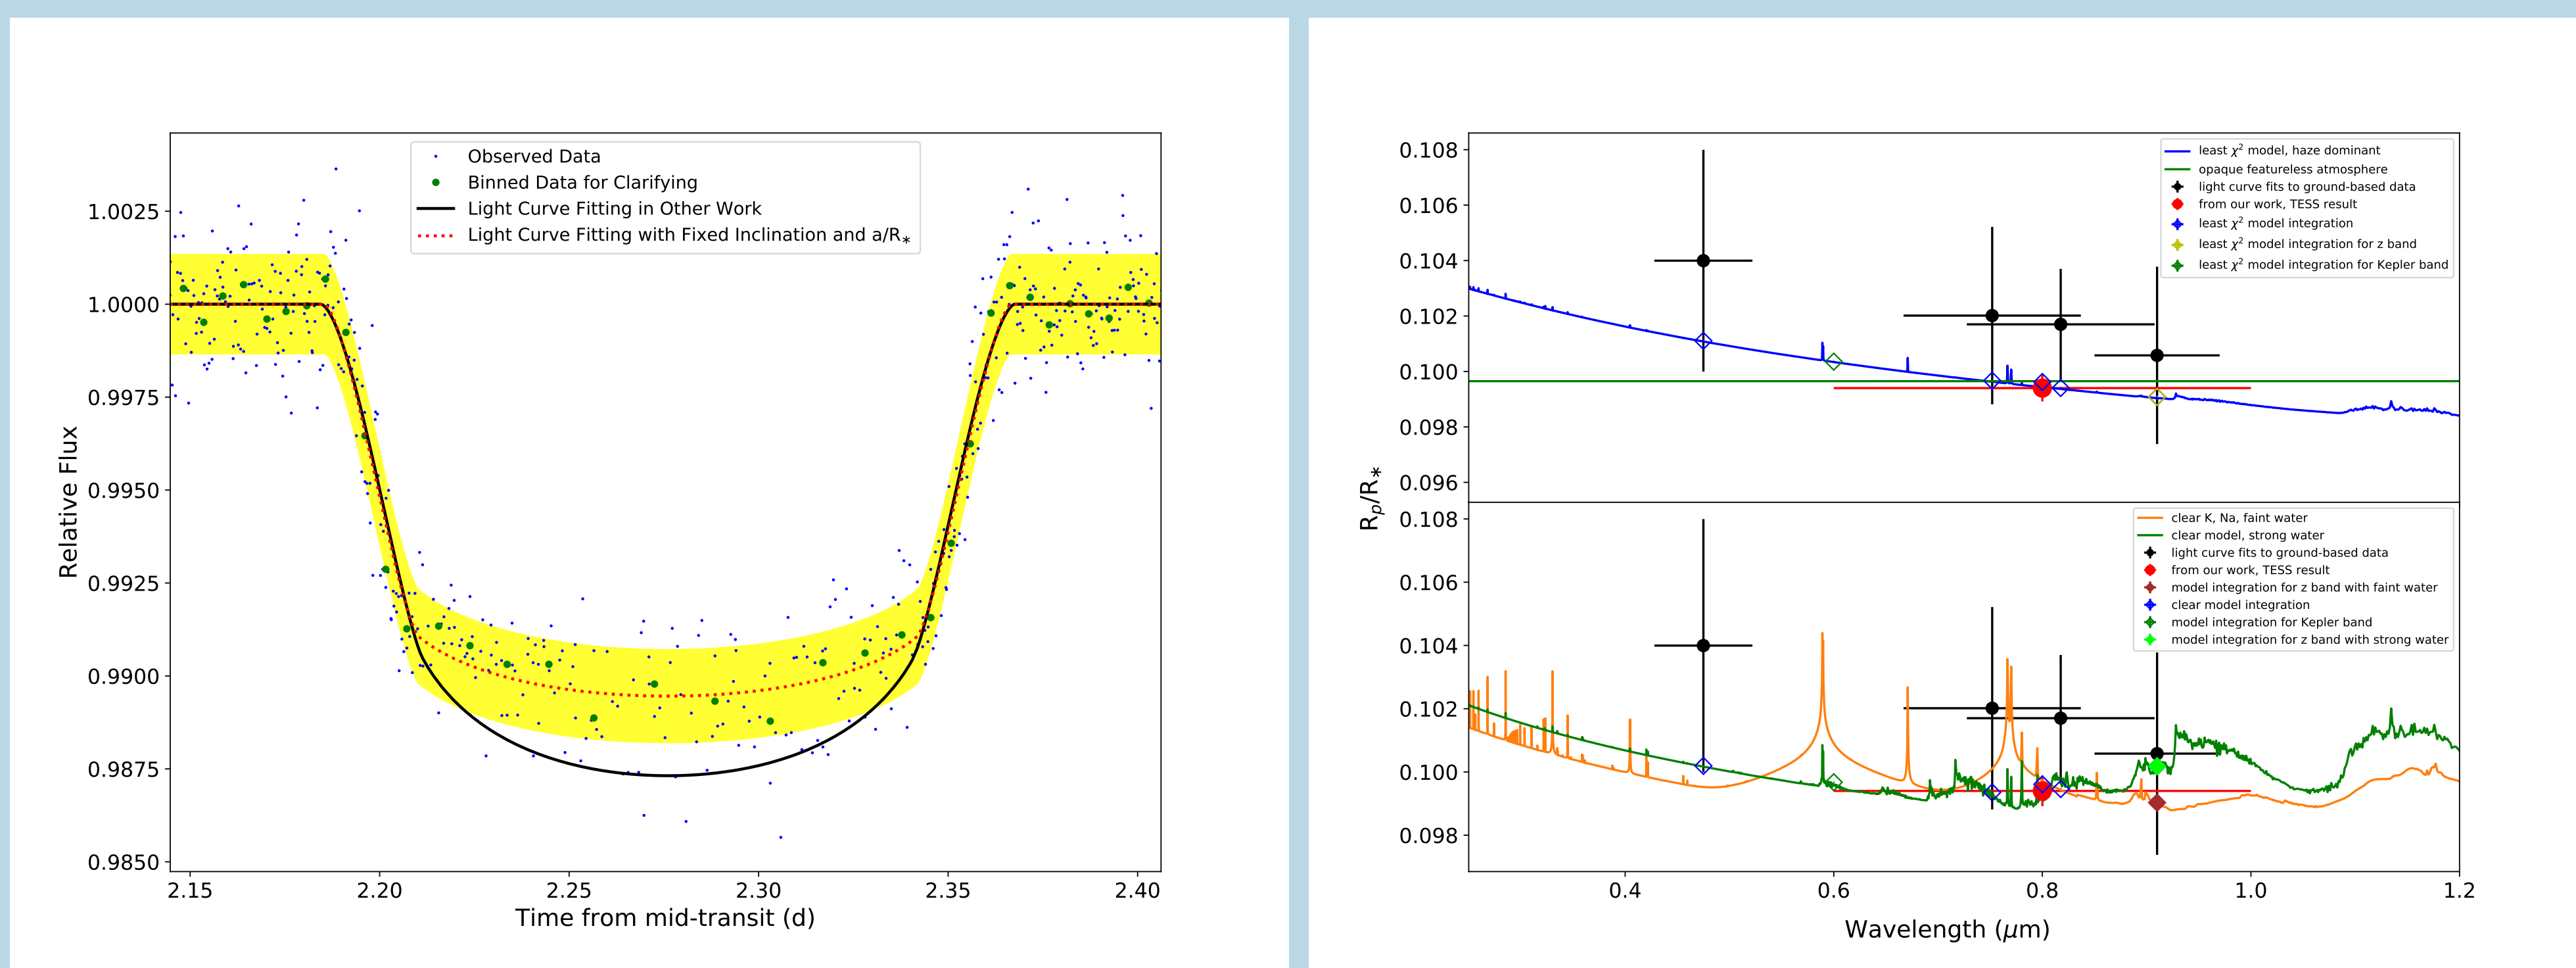 Observed Data
Binned Data for Clarifying
Light Curve Fitting in Other Work
Light Curve Fitting with Fixed Inclination and a/R*
1.0025
1.0000
0.9975
0.9950
0.9925
0.9900
0.9875
0.9850
Relative Flux
2.15 2.20 2.25 2.30 2.35 2.40
Time from mid-transit (d)
least χ² model, haze dominant
opaque featureless atmosphere
light curve fits to ground-based data
from our work, TESS result
least χ² model integration
least χ² model integration for z band
least χ² model integration for Kepler band
0.108
0.106
0.104
0.102
0.100
0.098
0.096
Rp/R*
clear K, Na, faint water
clear model, strong water
light curve fits to ground-based data
from our work, TESS result
model integration for z band with faint water
clear model integration
model integration for Kepler band
model integration for z band with strong water
0.108
0.106
0.104
0.102
0.100
0.098
0.4 0.6 0.8 1.0 1.2
Wavelength (μm)